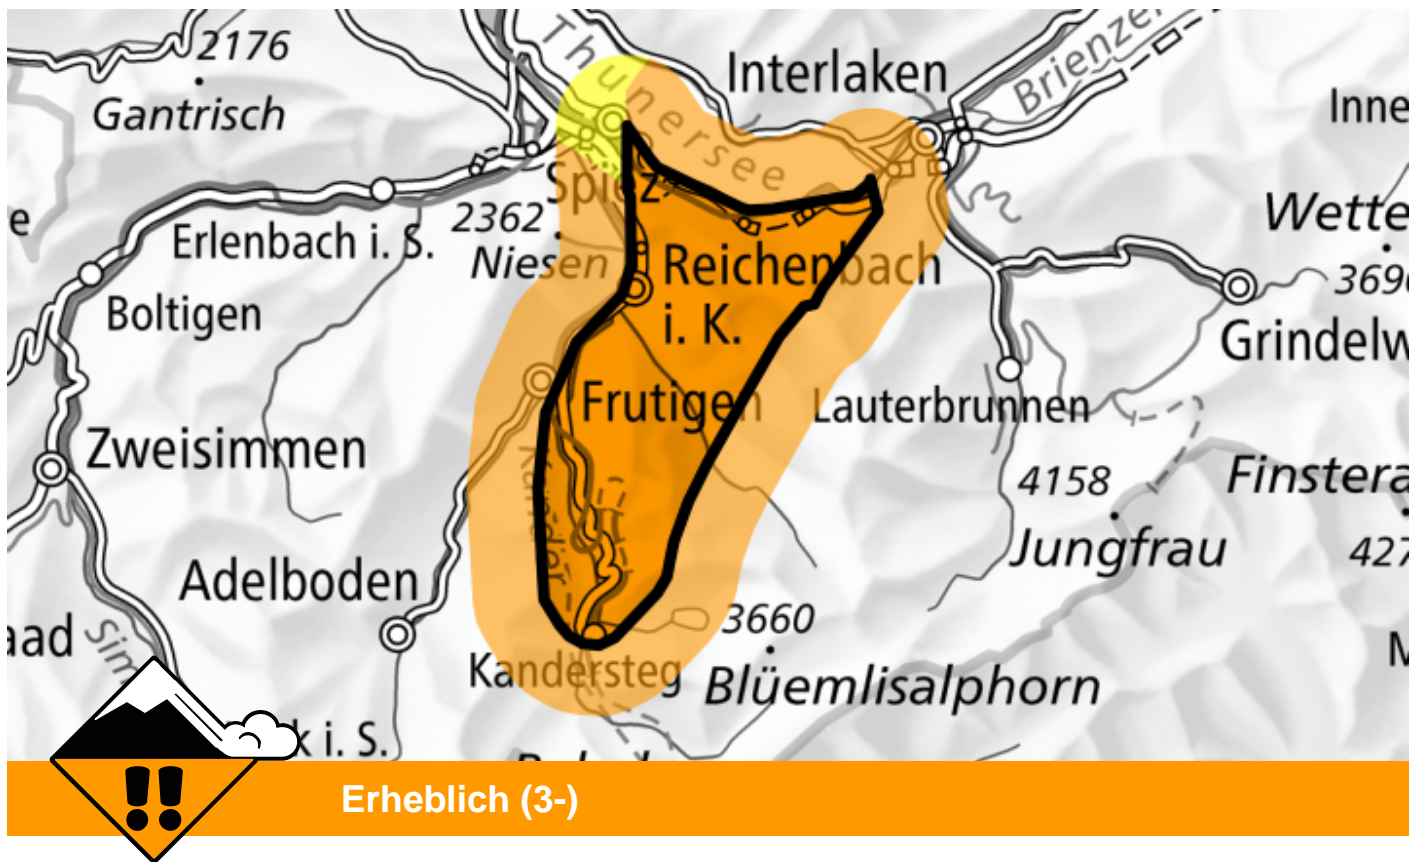 2176
Gantrisch
Thunersee
Interlaken
Brienze
Inne
Spiez
2362
Niesen
Erlenbach i. S.
Boltigen
e
Reichenbach
i. K.
Wette
369
Grindelw
Frutigen
Lauterbrunnen
Zweisimmen
Kander
4158
Jungfrau
Finstera
427
Adelboden
3660
Blüemlisalphorn
Kandersteg
aad
Sim
M
k i. S.
Erheblich (3-)